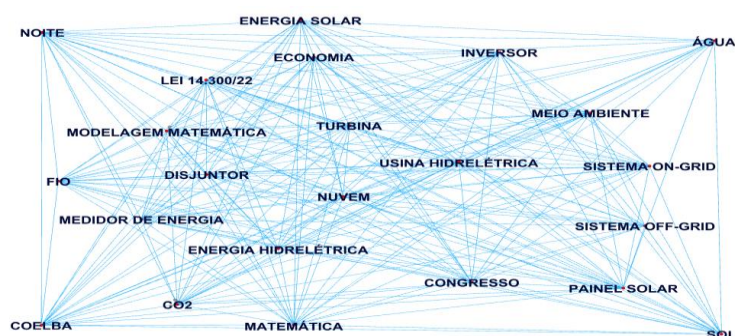 ENERGIA SOLAR
NOITE
ÁGUA
ECONOMIA
INVERSOR
LEI 14.300/22
MEIO AMBIENTE
MODELAGEM MATEMÁTICA
TURBINA
USINA HIDRELÉTRICA
SISTEMA ON-GRID
FIO
DISJUNTOR
NUVEM
MEDIDOR DE ENERGIA
SISTEMA OFF-GRID
ENERGIA HIDRELÉTRICA
CONGRESSO
PAINEL SOLAR
CO2
COELBA
MATEMÁTICA
SOL